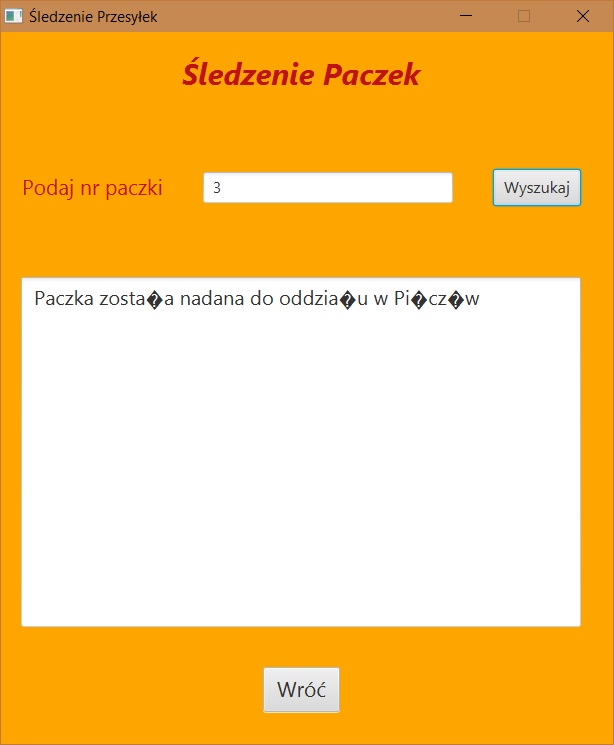 Śledzenie Przesyłek
Śledzenie Paczek
Podaj nr paczki
3
Wyszukaj
Paczka zosta�a nadana do oddzia�u w Pi�cz�w
Wróć